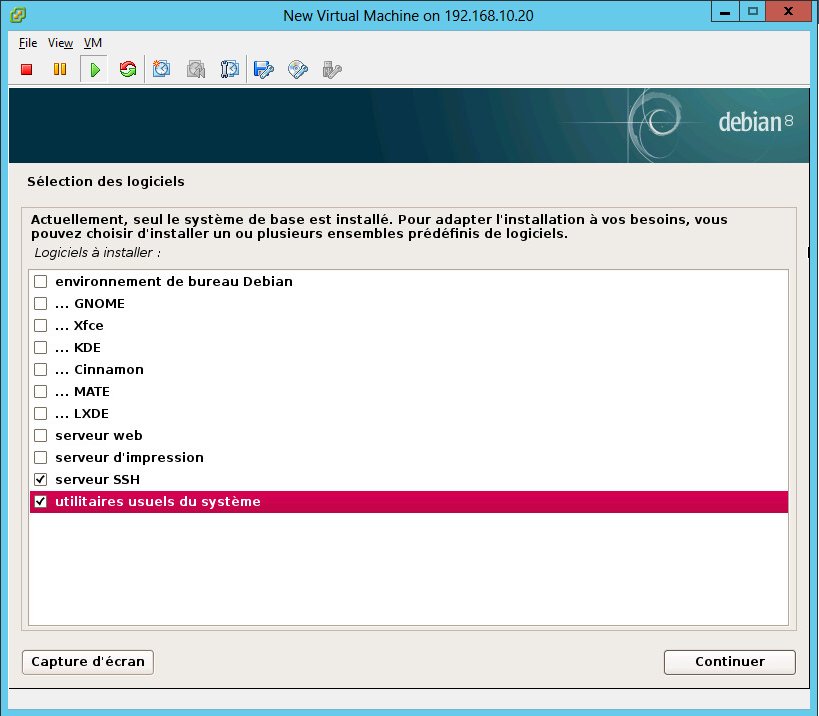 New Virtual Machine on 192.168.10.20
File View VM
debian 8
Sélection des logiciels
Actuellement, seul le système de base est installé. Pour adapter l'installation à vos besoins, vous
pouvez choisir d'installer un ou plusieurs ensembles prédéfinis de logiciels.
Logiciels à installer :
environnement de bureau Debian
... GNOME
... Xfce
... KDE
... Cinnamon
... MATE
... LXDE
serveur web
serveur d'impression
serveur SSH
utilitaires usuels du système
Capture d'écran
Continuer